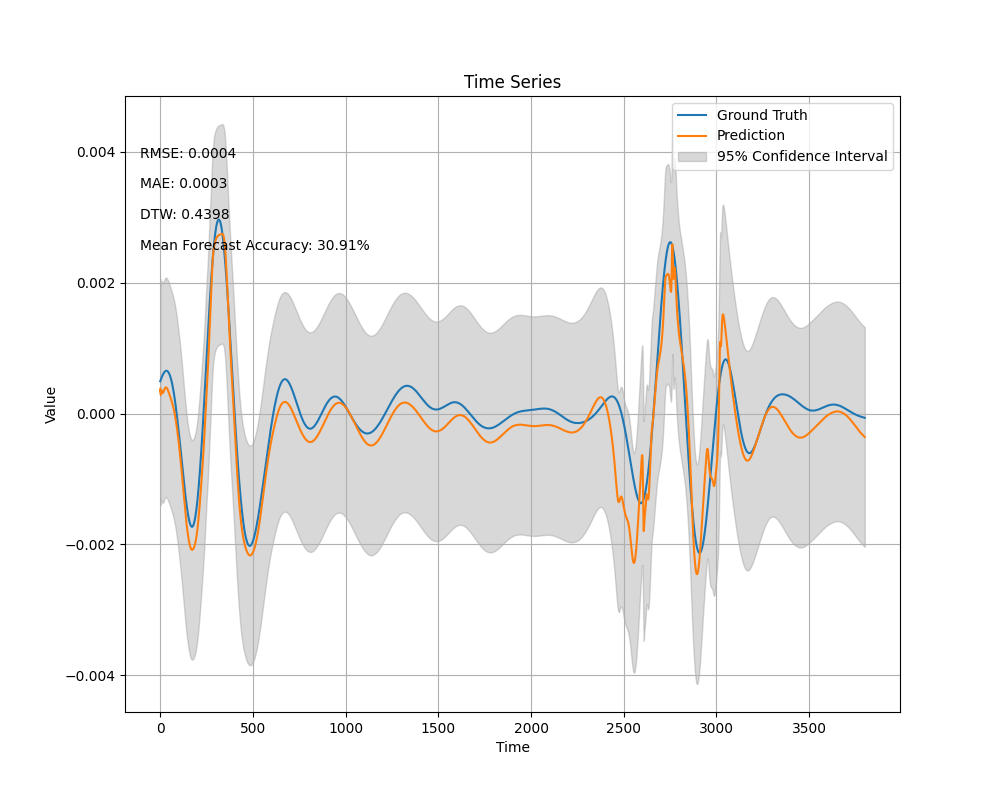 Time Series
Ground Truth
Prediction
95% Confidence Interval
RMSE: 0.0004
MAE: 0.0003
DTW: 0.4398
Mean Forecast Accuracy: 30.91%
0.004
0.002
0.000
−0.002
−0.004
Value
0 500 1000 1500 2000 2500 3000 3500
Time